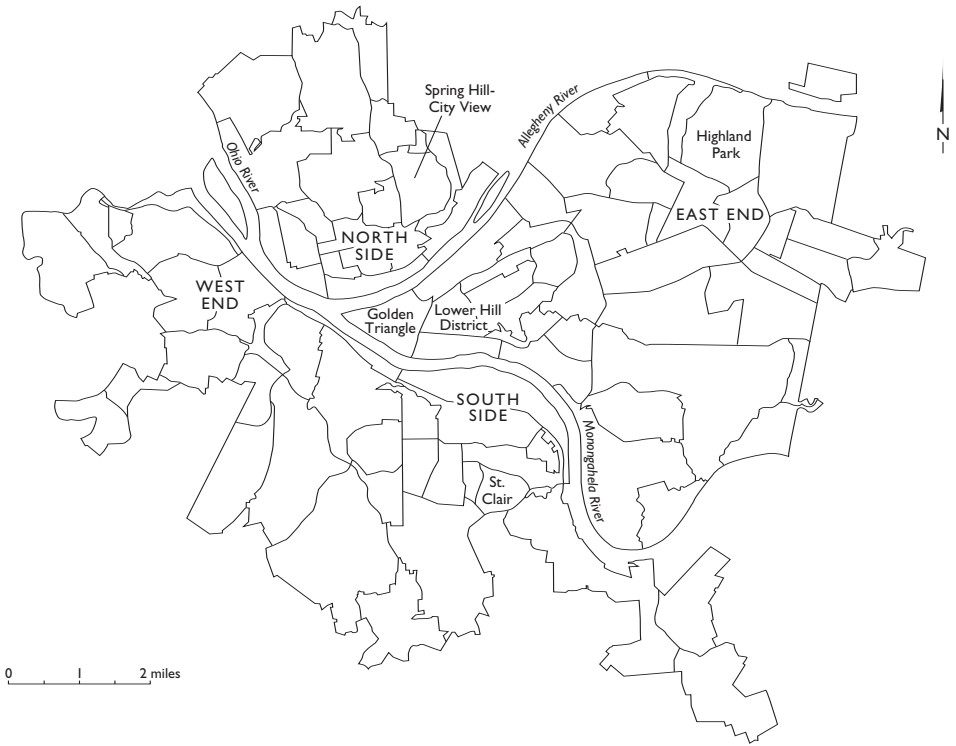 Spring Hill-
City View
Allegheny River
N
Highland
Park
Ohio River
EAST END
NORTH
SIDE
WEST
END
Golden
Triangle
Lower Hill
District
SOUTH
SIDE
Monongahela River
St.
Clair
0 1 2 miles